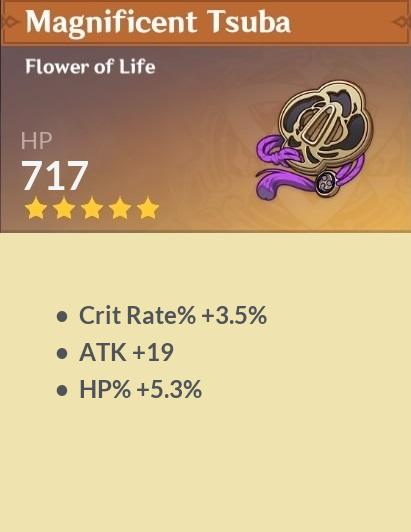 Magnificent Tsuba
Flower of Life
HP
717
• Crit Rate% +3.5%
• ATK +19
• HP% +5.3%